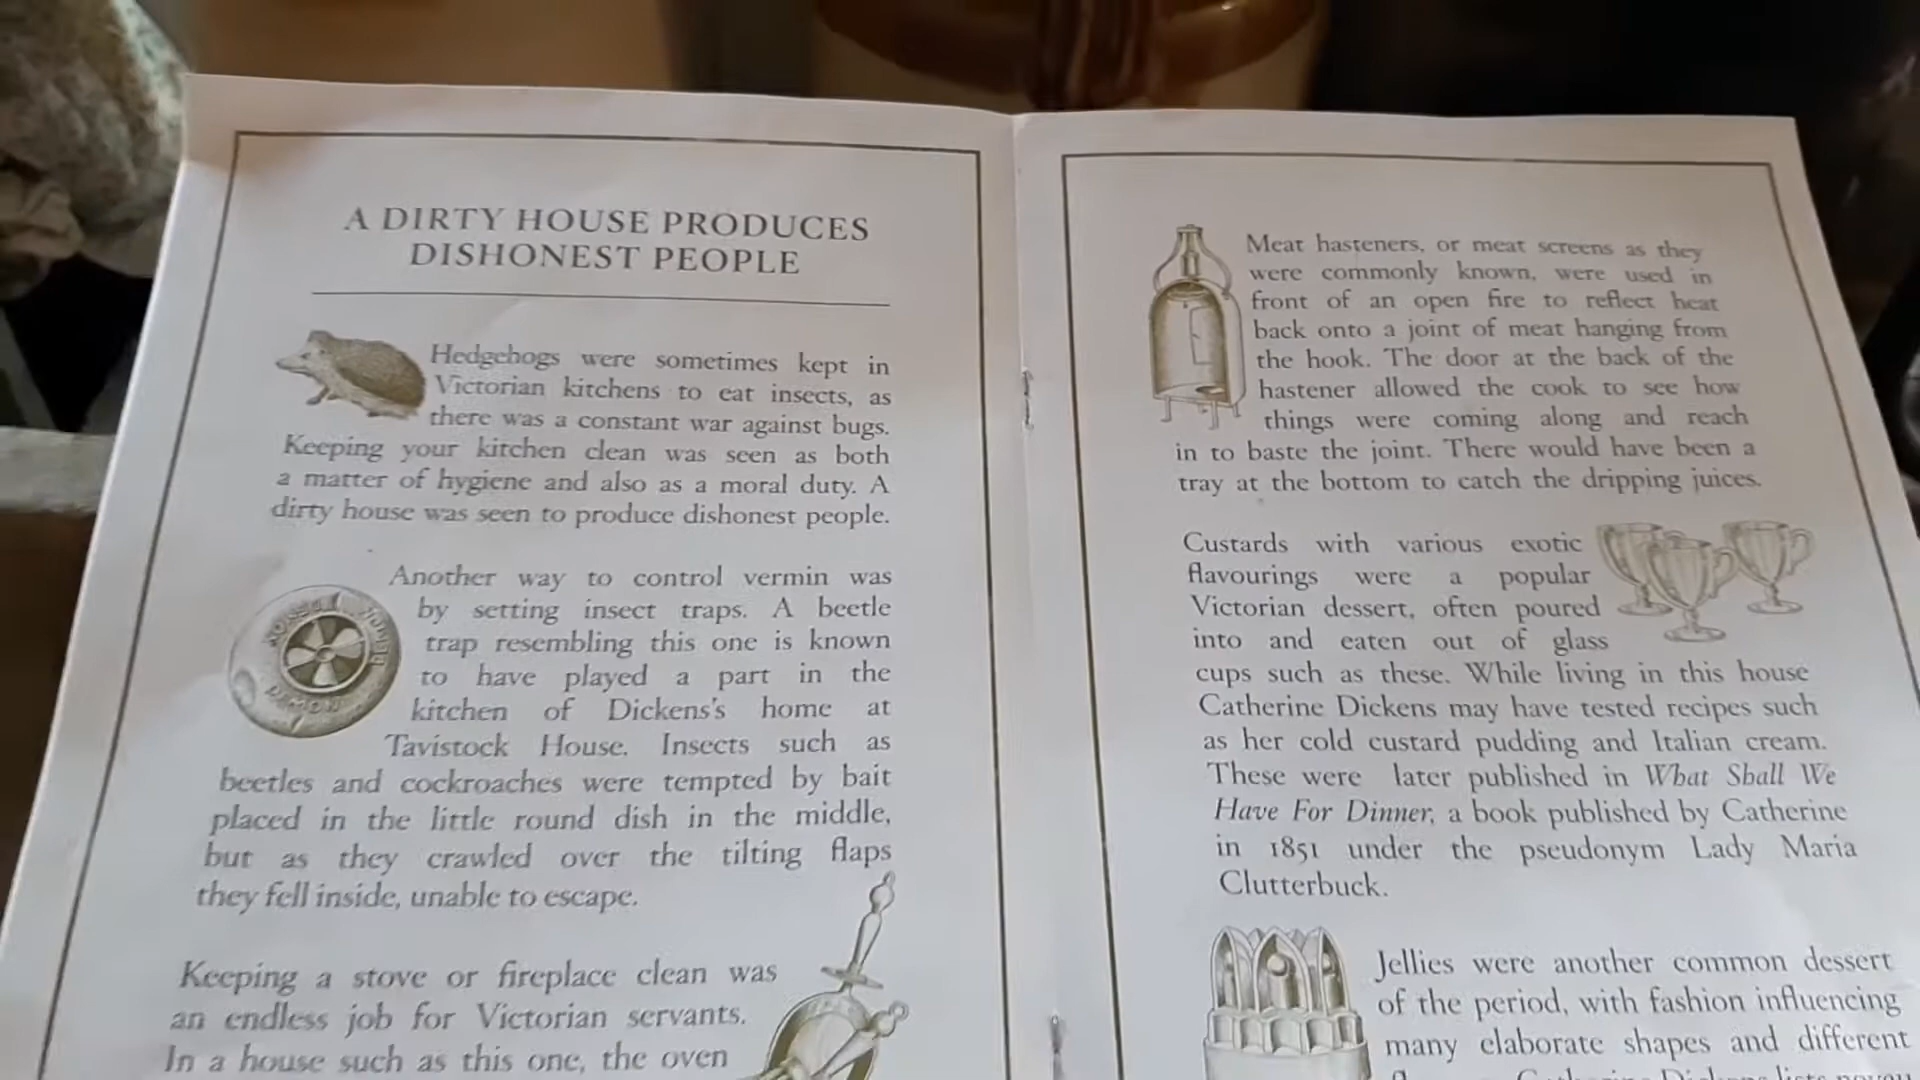 A DIRTY HOUSE PRODUCES
DISHONEST PEOPLE
Hedgehogs were sometimes kept in
Victorian kitchens to eat insects, as
there was a constant war against bugs.
Keeping your kitchen clean was seen as both
a matter of hygiene and also as a moral duty. A
dirty house was seen to produce dishonest people.
Another way to control vermin was
by setting insect traps. A beetle
trap resembling this one is known
to have played a part in the
kitchen of Dickens's home at
Tavistock House. Insects such as
beetles and cockroaches were tempted by bait
placed in the little round dish in the middle,
but as they crawled over the tilting flaps
they fell inside, unable to escape.
Keeping a stove or fireplace clean was
an endless job for Victorian servants.
In a house such as this one, the oven
Meat hasteners, or meat screens as they
were commonly known, were used in
front of an open fire to reflect heat
back onto a joint of meat hanging from
the hook. The door at the back of the
hastener allowed the cook to see how
things were coming along and reach
in to baste the joint. There would have been a
tray at the bottom to catch the dripping juices.
Custards with various exotic
flavourings were a popular
Victorian dessert, often poured
into and eaten out of glass
cups such as these. While living in this house
Catherine Dickens may have tested recipes such
as her cold custard pudding and Italian cream.
These were later published in What Shall We
Have For Dinner, a book published by Catherine
in 1851 under the pseudonym Lady Maria
Clutterbuck.
Jellies were another common dessert
of the period, with fashion influencing
many elaborate shapes and different
Catherine Dickens